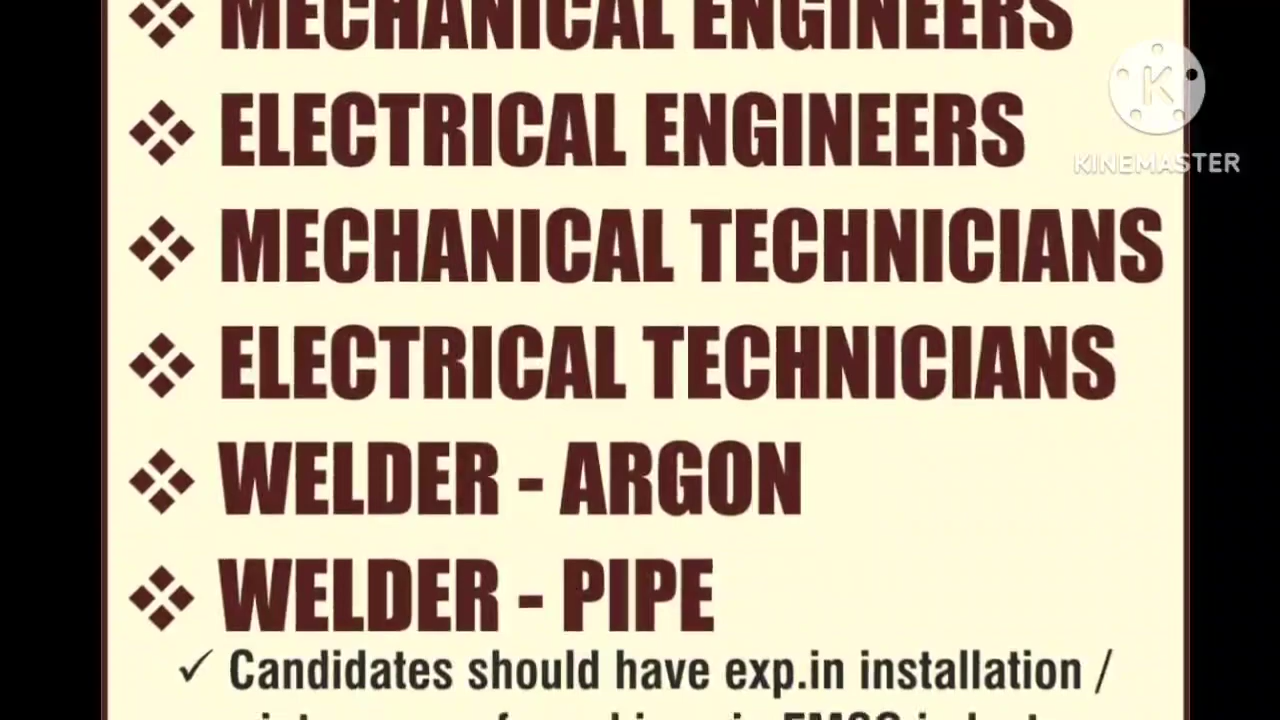 ❖ MECHANICAL ENGINEERS
❖ ELECTRICAL ENGINEERS
❖ MECHANICAL TECHNICIANS
❖ ELECTRICAL TECHNICIANS
❖ WELDER - ARGON
❖ WELDER - PIPE
✓ Candidates should have exp.in installation /
K
KINEMASTER